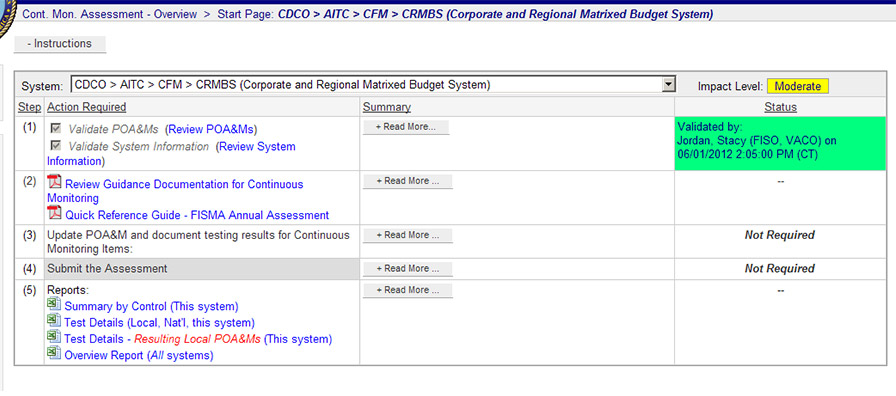 Cont. Mon. Assessment - Overview > Start Page: CDCO > AITC > CFM > CRMBS (Corporate and Regional Matrixed Budget System)
- Instructions
System: CDCO > AITC > CFM > CRMBS (Corporate and Regional Matrixed Budget System) Impact Level: Moderate
Step Action Required Summary Status
(1) Validate POA&Ms (Review POA&Ms) + Read More... Validated by:
Validate System Information (Review System Jordan, Stacy (FISO, VACO) on
Information) 06/01/2012 2:05:00 PM (CT)
(2) Review Guidance Documentation for Continuous + Read More ... --
Monitoring
Quick Reference Guide - FISMA Annual Assessment
(3) Update POA&M and document testing results for Continuous + Read More ... Not Required
Monitoring Items:
(4) Submit the Assessment + Read More ... Not Required
(5) Reports: + Read More ... --
Summary by Control (This system)
Test Details (Local, Nat'l, this system)
Test Details - Resulting Local POA&Ms (This system)
Overview Report (All systems)